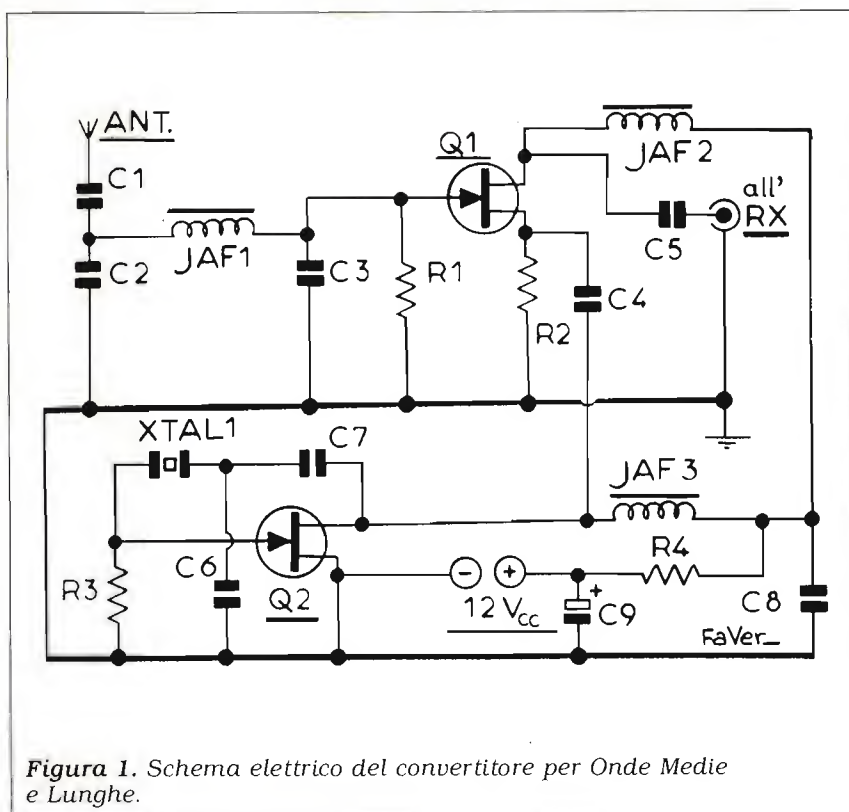 ANT.
C1
C2
JAF1
C3
R1
Q1
R2
C4
JAF2
C5
all'
RX
XTAL1
C7
R3
C6
Q2
JAF3
R4
- +
12 Vcc
+
C9
C8
FaVer_
Figura 1. Schema elettrico del convertitore per Onde Medie
e Lunghe.